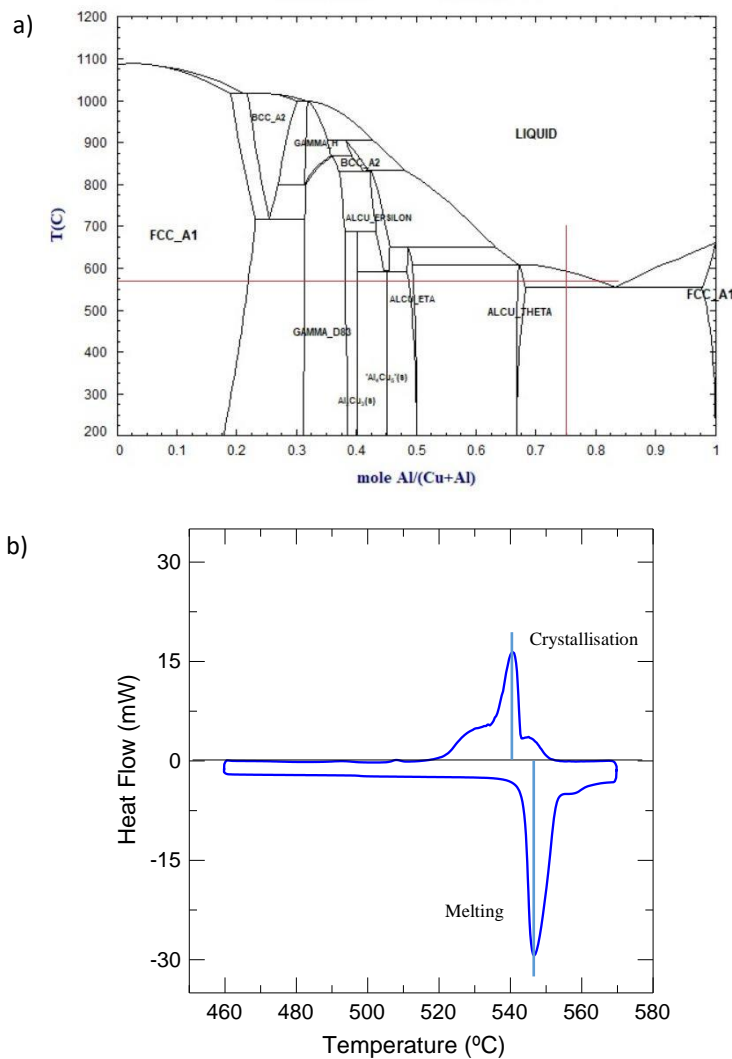 a)
1200
1100
1000
900
800
700
600
500
400
300
200
T(C)
BCC_A2
GAMMA_H
LIQUID
BCC_A2
ALCU_EPSILON
FCC_A1
FCC_A1
ALCU_ETA
ALCU_THETA
GAMMA_D83
0 0.1 0.2 0.3 0.4 0.5 0.6 0.7 0.8 0.9 1
mole Al/(Cu+Al)
b)
30
15
0
-15
-30
Heat Flow (mW)
Crystallisation
Melting
460 480 500 520 540 560 580
Temperature (ºC)